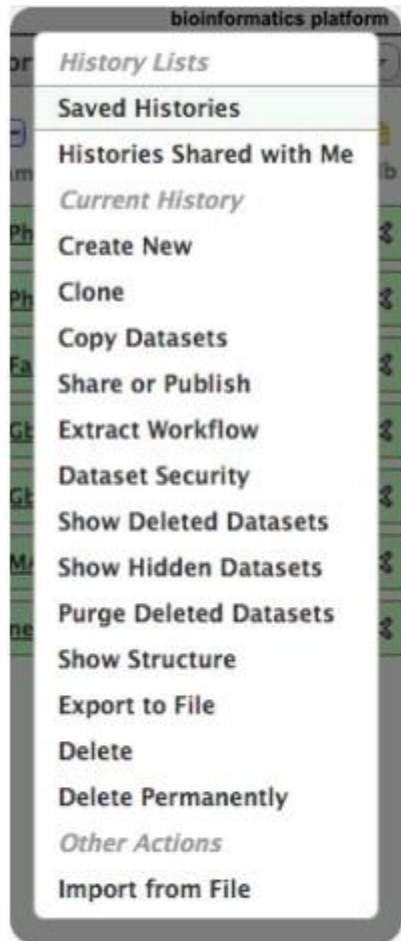 bioinformatics platform
History Lists
Saved Histories
Histories Shared with Me
Current History
Create New
Clone
Copy Datasets
Share or Publish
Extract Workflow
Dataset Security
Show Deleted Datasets
Show Hidden Datasets
Purge Deleted Datasets
Show Structure
Export to File
Delete
Delete Permanently
Other Actions
Import from File